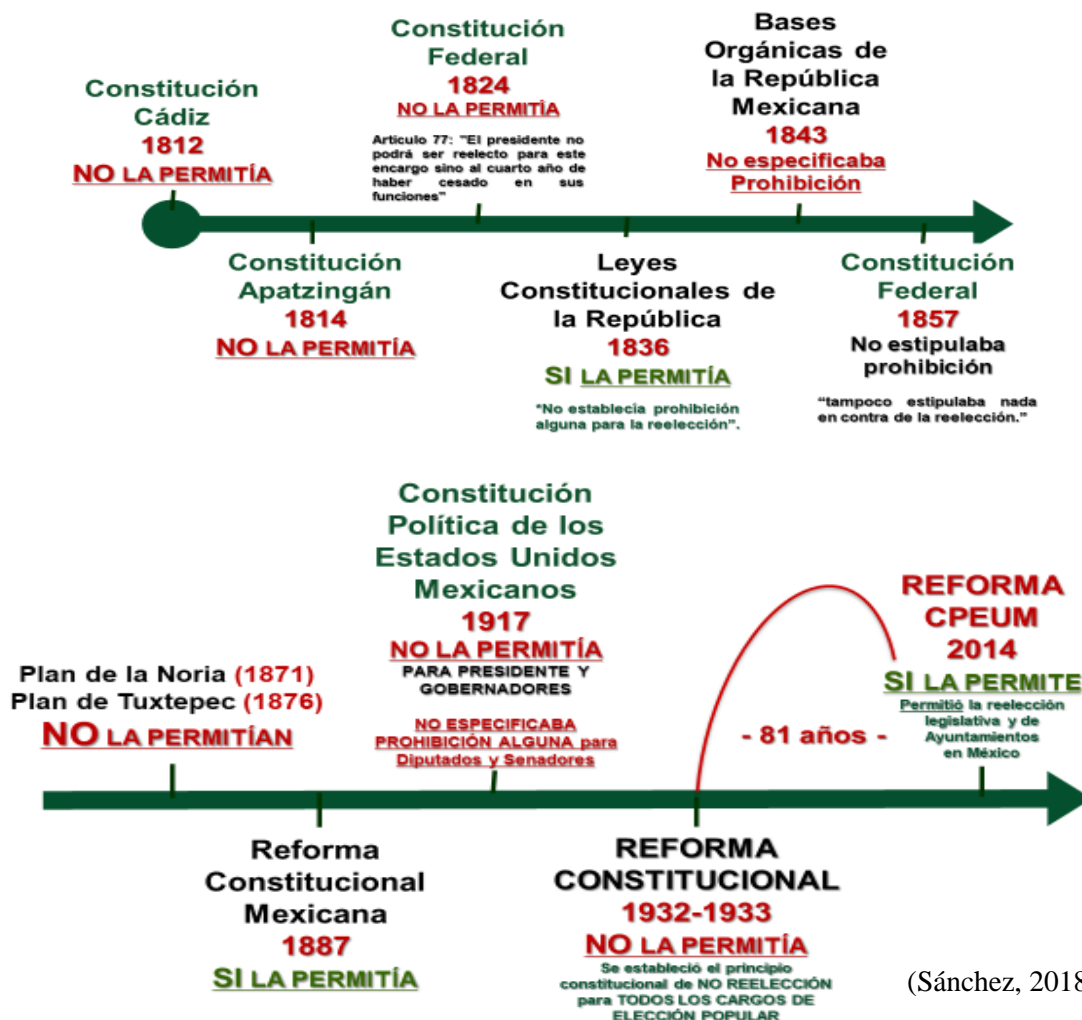 Constitución
Cádiz
1812
NO LA PERMITÍA
Constitución
Federal
1824
NO LA PERMITÌA
Articulo 77: "El presidente no
podrá ser reelecto para este
encargo sino al cuarto año de
haber cesado en sus
funciones"
Bases
Orgánicas de
la República
Mexicana
1843
No especificaba
Prohibición
Constitución
Apatzingán
1814
NO LA PERMITÍA
Leyes
Constitucionales de
la República
1836
SI LA PERMITÍA
"No establecía prohibición
alguna para la reelección".
Constitución
Federal
1857
No estipulaba
prohibición
"tampoco estipulaba nada
en contra de la reelección."
Plan de la Noria (1871)
Plan de Tuxtepec (1876)
NO LA PERMITÍAN
Constitución
Política de los
Estados Unidos
Mexicanos
1917
NO LA PERMITÍA
PARA PRESIDENTE Y
GOBERNADORES
NO ESPECIFICABA
PROHIBICIÓN ALGUNA para
Diputados y Senadores
- 81 años -
REFORMA
CPEUM
2014
SI LA PERMITE
Permitió la reelección
legislativa y de
Ayuntamientos
en México
Reforma
Constitucional
Mexicana
1887
SI LA PERMITÍA
REFORMA
CONSTITUCIONAL
1932-1933
NO LA PERMITÍA
Se estableció el principio
constitucional de NO REELECCIÓN
para TODOS LOS CARGOS DE
ELECCIÓN POPULAR
(Sánchez, 2018